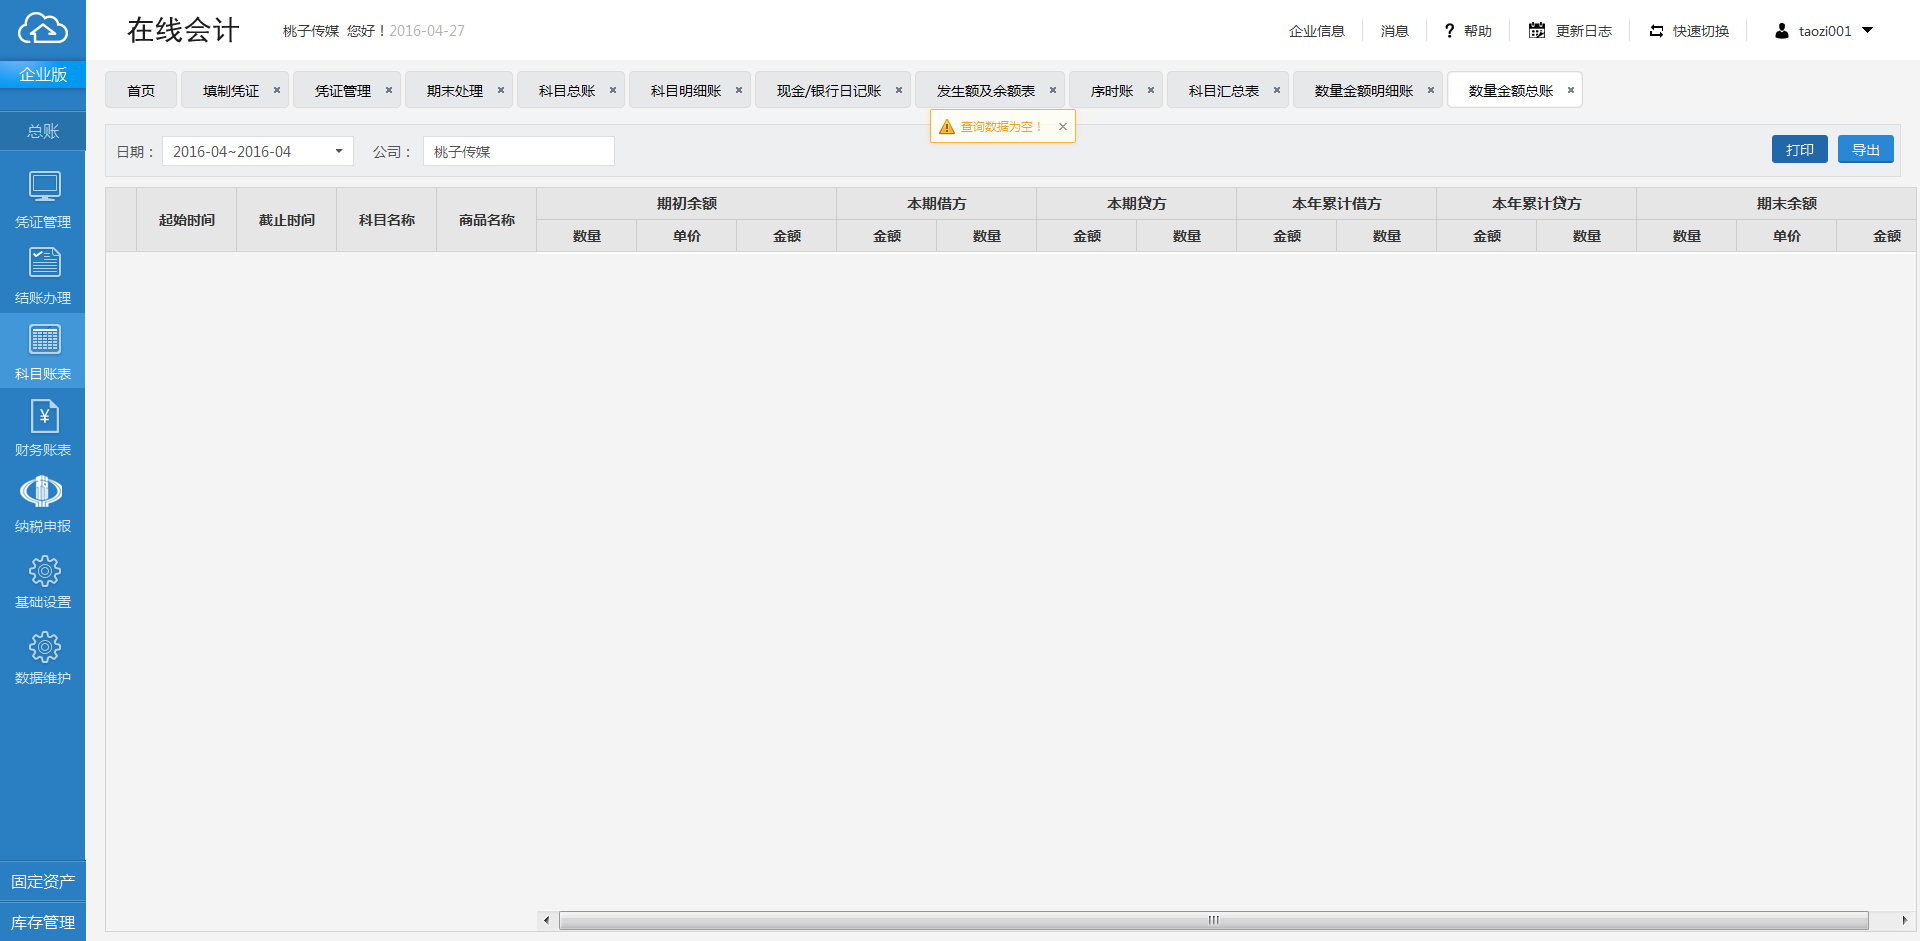 在线会计 桃子传媒 您好！2016-04-27 企业信息 消息 ? 帮助 更新日志 快速切换 taozi001
企业版
首页 填制凭证 × 凭证管理 × 期末处理 × 科目总账 × 科目明细账 × 现金/银行日记账 × 发生额及余额表 × 序时账 × 科目汇总表 × 数量金额明细账 × 数量金额总账 ×
查询数据为空！ ×
总账
日期： 2016-04~2016-04 公司： 桃子传媒 打印 导出
起始时间 截止时间 科目名称 商品名称 期初余额 本期借方 本期贷方 本年累计借方 本年累计贷方 期末余额
数量 单价 金额 金额 数量 金额 数量 金额 数量 金额 数量 数量 单价 金额
凭证管理
结账办理
科目账表
¥
财务账表
纳税申报
基础设置
数据维护
固定资产
库存管理